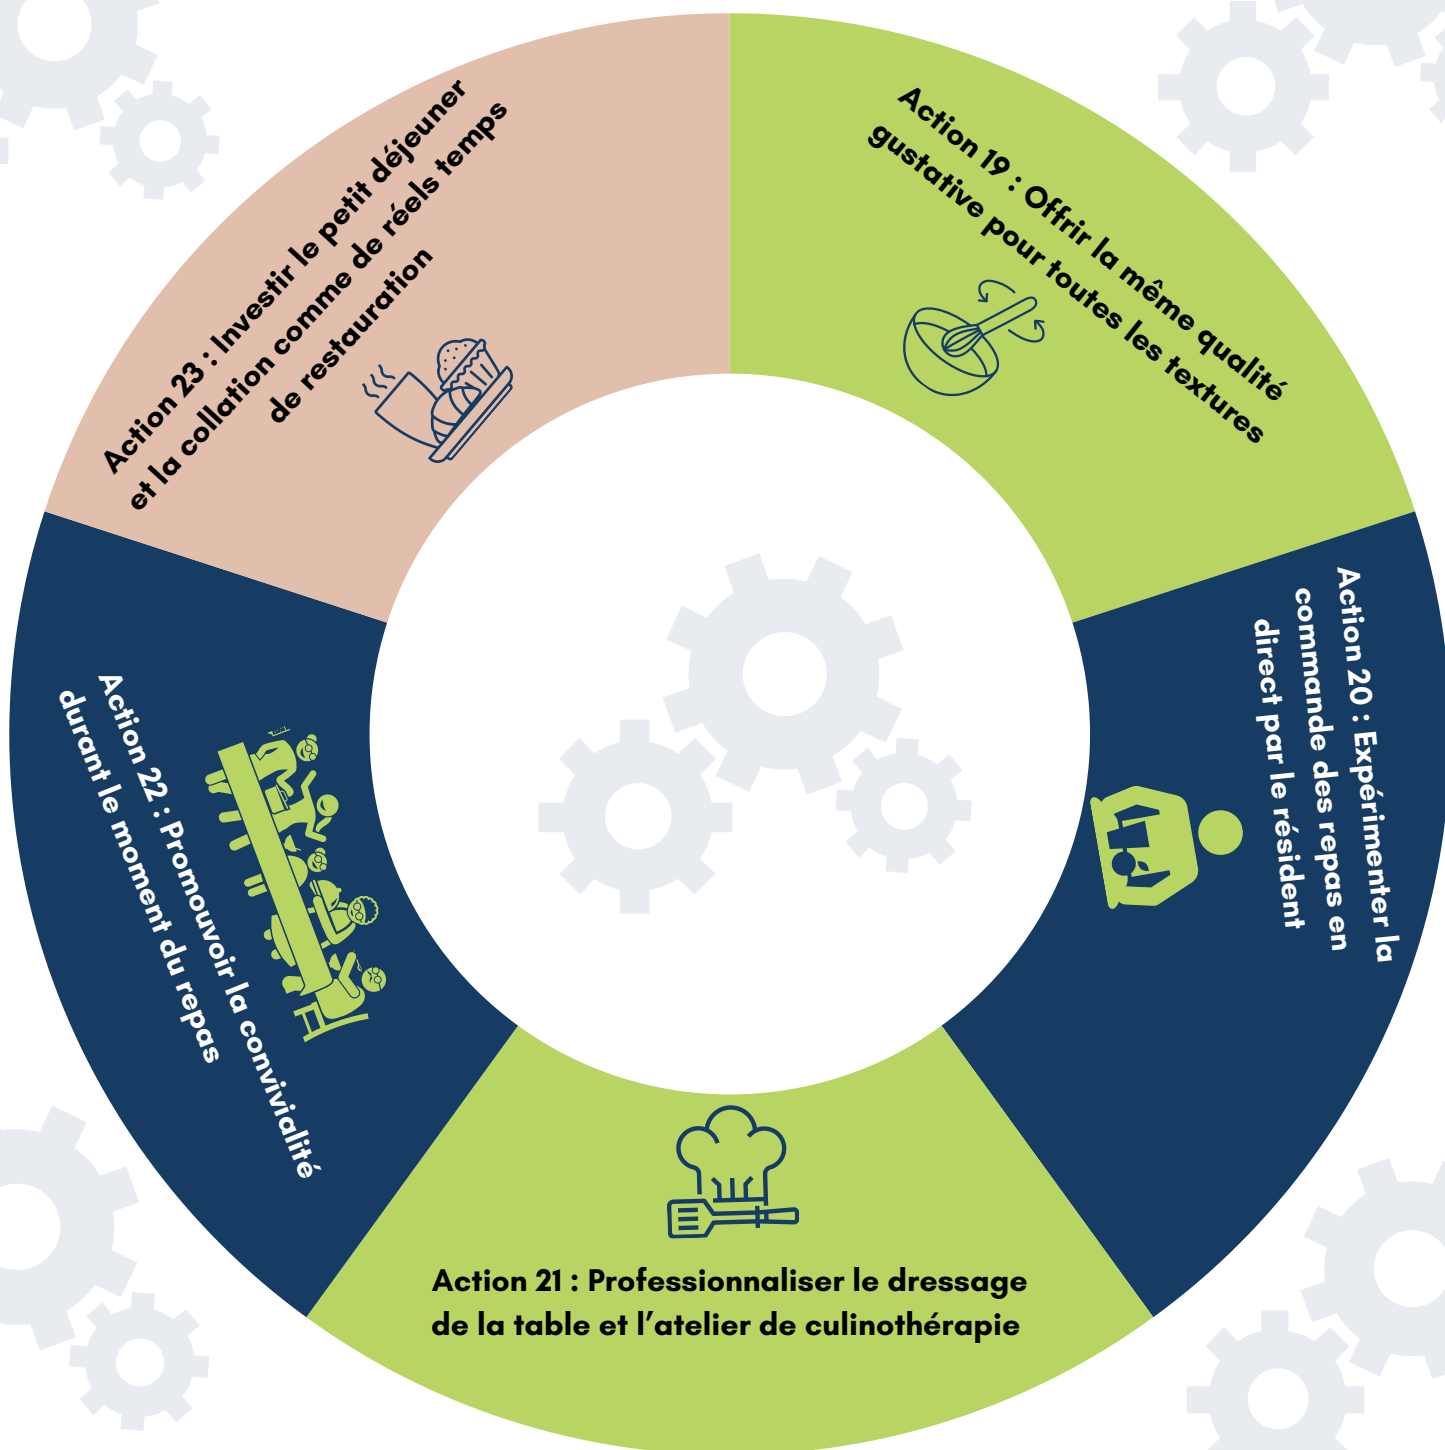 Action 19 : Offrir la même qualité
gustative pour toutes les textures
Action 20 : Expérimenter la
commande des repas en
direct par le résident
Action 21 : Professionnaliser le dressage
de la table et l’atelier de culinothérapie
Action 22 : Promouvoir la convivialité
durant le moment du repas
Action 23 : Investir le petit déjeuner
et la collation comme de réels temps
de restauration